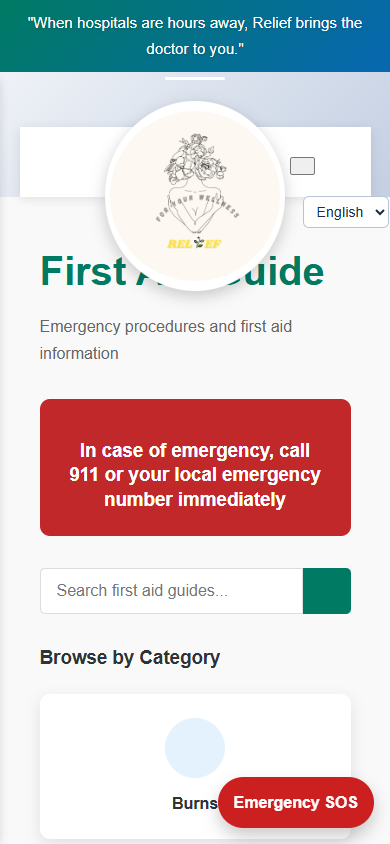 "When hospitals are hours away, Relief brings the
doctor to you."
FOR YOUR WELLNESS
REL EF
English
First A uide
Emergency procedures and first aid
information
In case of emergency, call
911 or your local emergency
number immediately
Search first aid guides...
Browse by Category
Burns
Emergency SOS